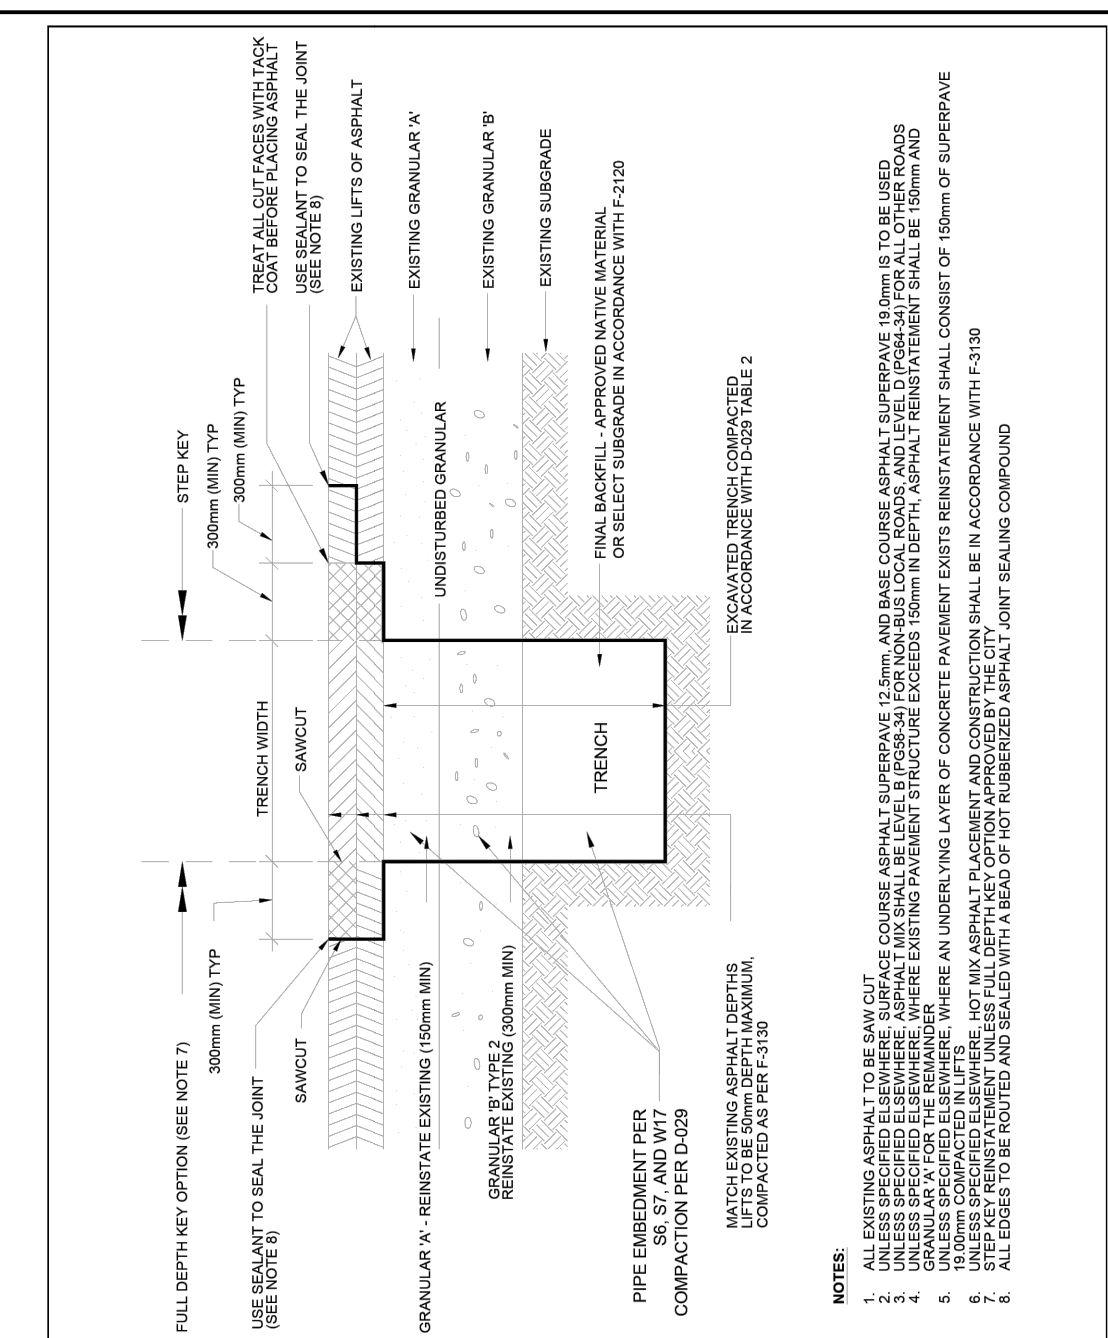 FULL DEPTH KEY OPTION (SEE NOTE 7)
STEP KEY
300mm (MIN) TYP
TRENCH WIDTH
300mm (MIN) TYP
300mm (MIN) TYP
USE SEALANT TO SEAL THE JOINT
(SEE NOTE 8)
SAWCUT
SAWCUT
TREAT ALL CUT FACES WITH TACK
COAT BEFORE PLACING ASPHALT
USE SEALANT TO SEAL THE JOINT
(SEE NOTE 8)
EXISTING LIFTS OF ASPHALT
EXISTING GRANULAR 'A'
GRANULAR 'A' - REINSTATE EXISTING (150mm MIN)
UNDISTURBED GRANULAR
EXISTING GRANULAR 'B'
GRANULAR 'B' TYPE 2
REINSTATE EXISTING (300mm MIN)
EXISTING SUBGRADE
TRENCH
FINAL BACKFILL - APPROVED NATIVE MATERIAL
OR SELECT SUBGRADE IN ACCORDANCE WITH F-2120
PIPE EMBEDMENT PER
S6, S7, AND W17
COMPACTION PER D-029
MATCH EXISTING ASPHALT DEPTHS
LIFTS TO BE 50mm DEPTH MAXIMUM,
COMPACTED AS PER F-3130
EXCAVATED TRENCH COMPACTED
IN ACCORDANCE WITH D-029 TABLE 2
NOTES:
1. ALL EXISTING ASPHALT TO BE SAW CUT
2. UNLESS SPECIFIED ELSEWHERE, SURFACE COURSE ASPHALT SUPERPAVE 12.5mm, AND BASE COURSE ASPHALT SUPERPAVE 19.0mm IS TO BE USED
3. UNLESS SPECIFIED ELSEWHERE, ASPHALT MIX SHALL BE LEVEL B (PG58-34) FOR NON-BUS LOCAL ROADS, AND LEVEL D (PG64-34) FOR ALL OTHER ROADS
4. UNLESS SPECIFIED ELSEWHERE, WHERE EXISTING PAVEMENT STRUCTURE EXCEEDS 150mm IN DEPTH, ASPHALT REINSTATEMENT SHALL BE 150mm AND
GRANULAR 'A' FOR THE REMAINDER
5. UNLESS SPECIFIED ELSEWHERE, WHERE AN UNDERLYING LAYER OF CONCRETE PAVEMENT EXISTS REINSTATEMENT SHALL CONSIST OF 150mm OF SUPERPAVE
19.00mm COMPACTED IN LIFTS
6. UNLESS SPECIFIED ELSEWHERE, HOT MIX ASPHALT PLACEMENT AND CONSTRUCTION SHALL BE IN ACCORDANCE WITH F-3130
7. STEP KEY REINSTATEMENT UNLESS FULL DEPTH KEY OPTION APPROVED BY THE CITY
8. ALL EDGES TO BE ROUTED AND SEALED WITH A BEAD OF HOT RUBBERIZED ASPHALT JOINT SEALING COMPOUND